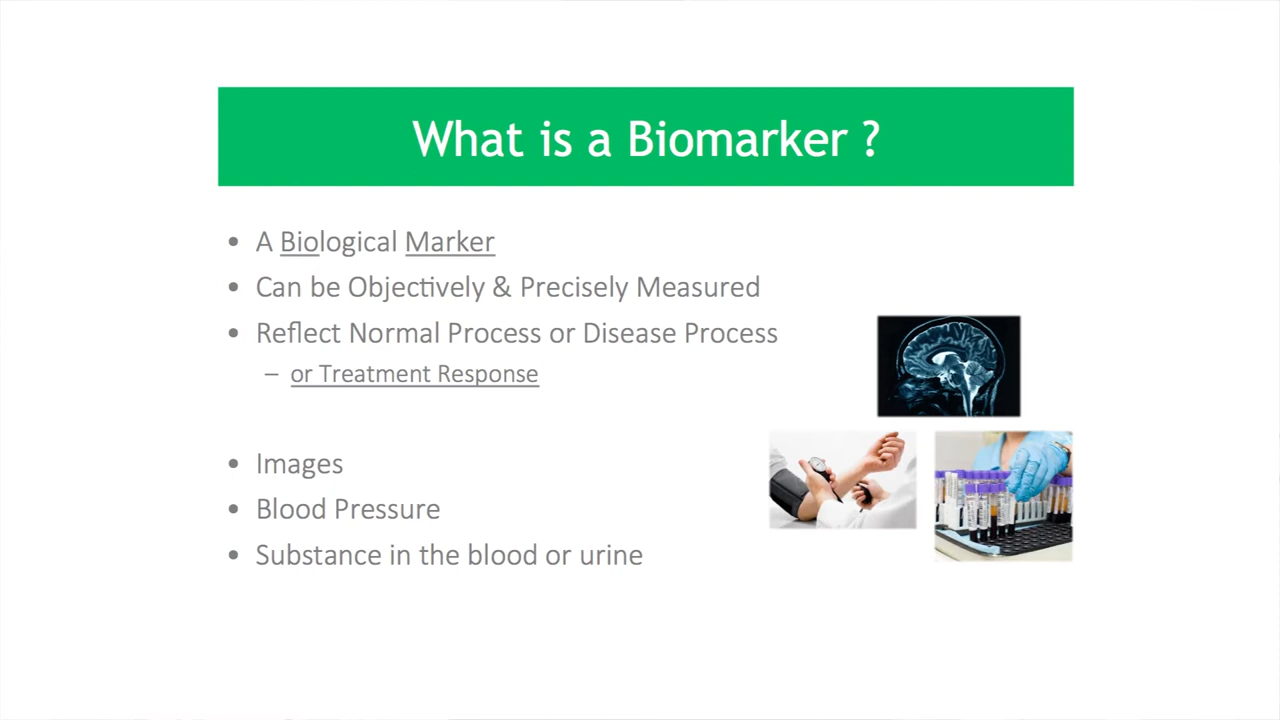 What is a Biomarker ?
• A Biological Marker
• Can be Objectively & Precisely Measured
• Reflect Normal Process or Disease Process
– or Treatment Response
• Images
• Blood Pressure
• Substance in the blood or urine